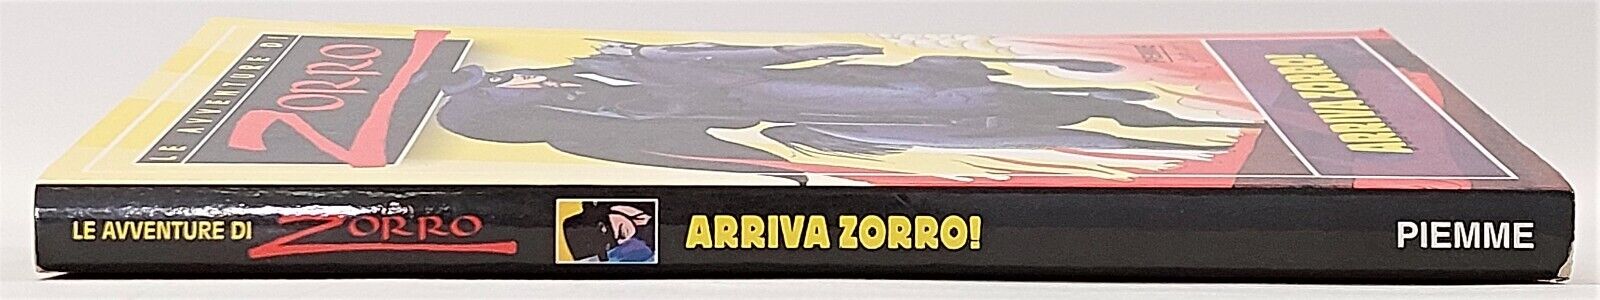 LE AVVENTURE DI
ZORRO
ARRIVA ZORRO!
LE AVVENTURE DI ZORRO ARRIVA ZORRO! PIEMME